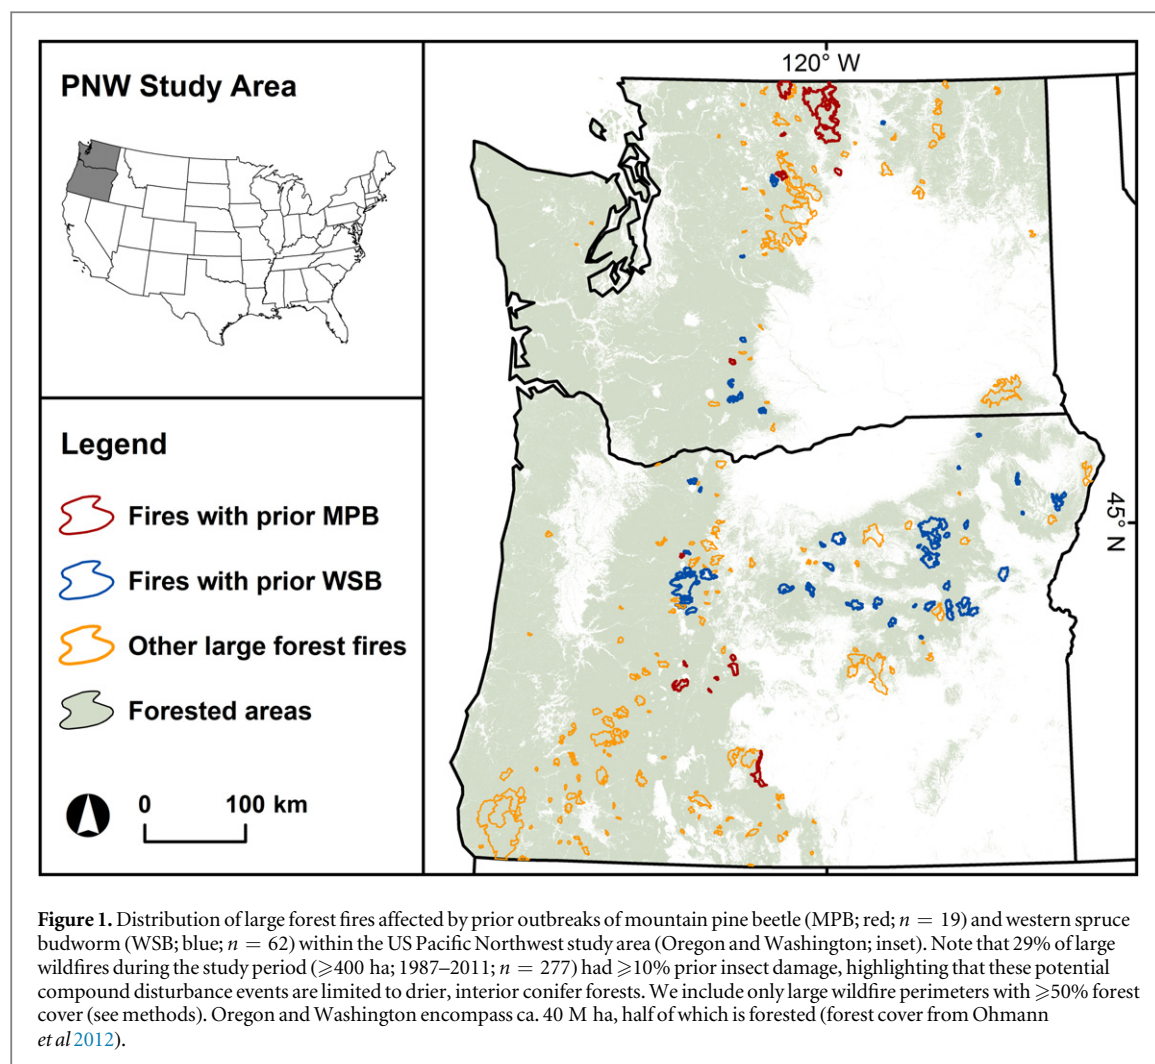 PNW Study Area
120° W
Legend
Fires with prior MPB
Fires with prior WSB
Other large forest fires
Forested areas
0 100 km
45° N
Figure 1. Distribution of large forest fires affected by prior outbreaks of mountain pine beetle (MPB; red; n = 19) and western spruce
budworm (WSB; blue; n = 62) within the US Pacific Northwest study area (Oregon and Washington; inset). Note that 29% of large
wildfires during the study period (⩾400 ha; 1987–2011; n = 277) had ⩾10% prior insect damage, highlighting that these potential
compound disturbance events are limited to drier, interior conifer forests. We include only large wildfire perimeters with ⩾50% forest
cover (see methods). Oregon and Washington encompass ca. 40 M ha, half of which is forested (forest cover from Ohmann
et al 2012).